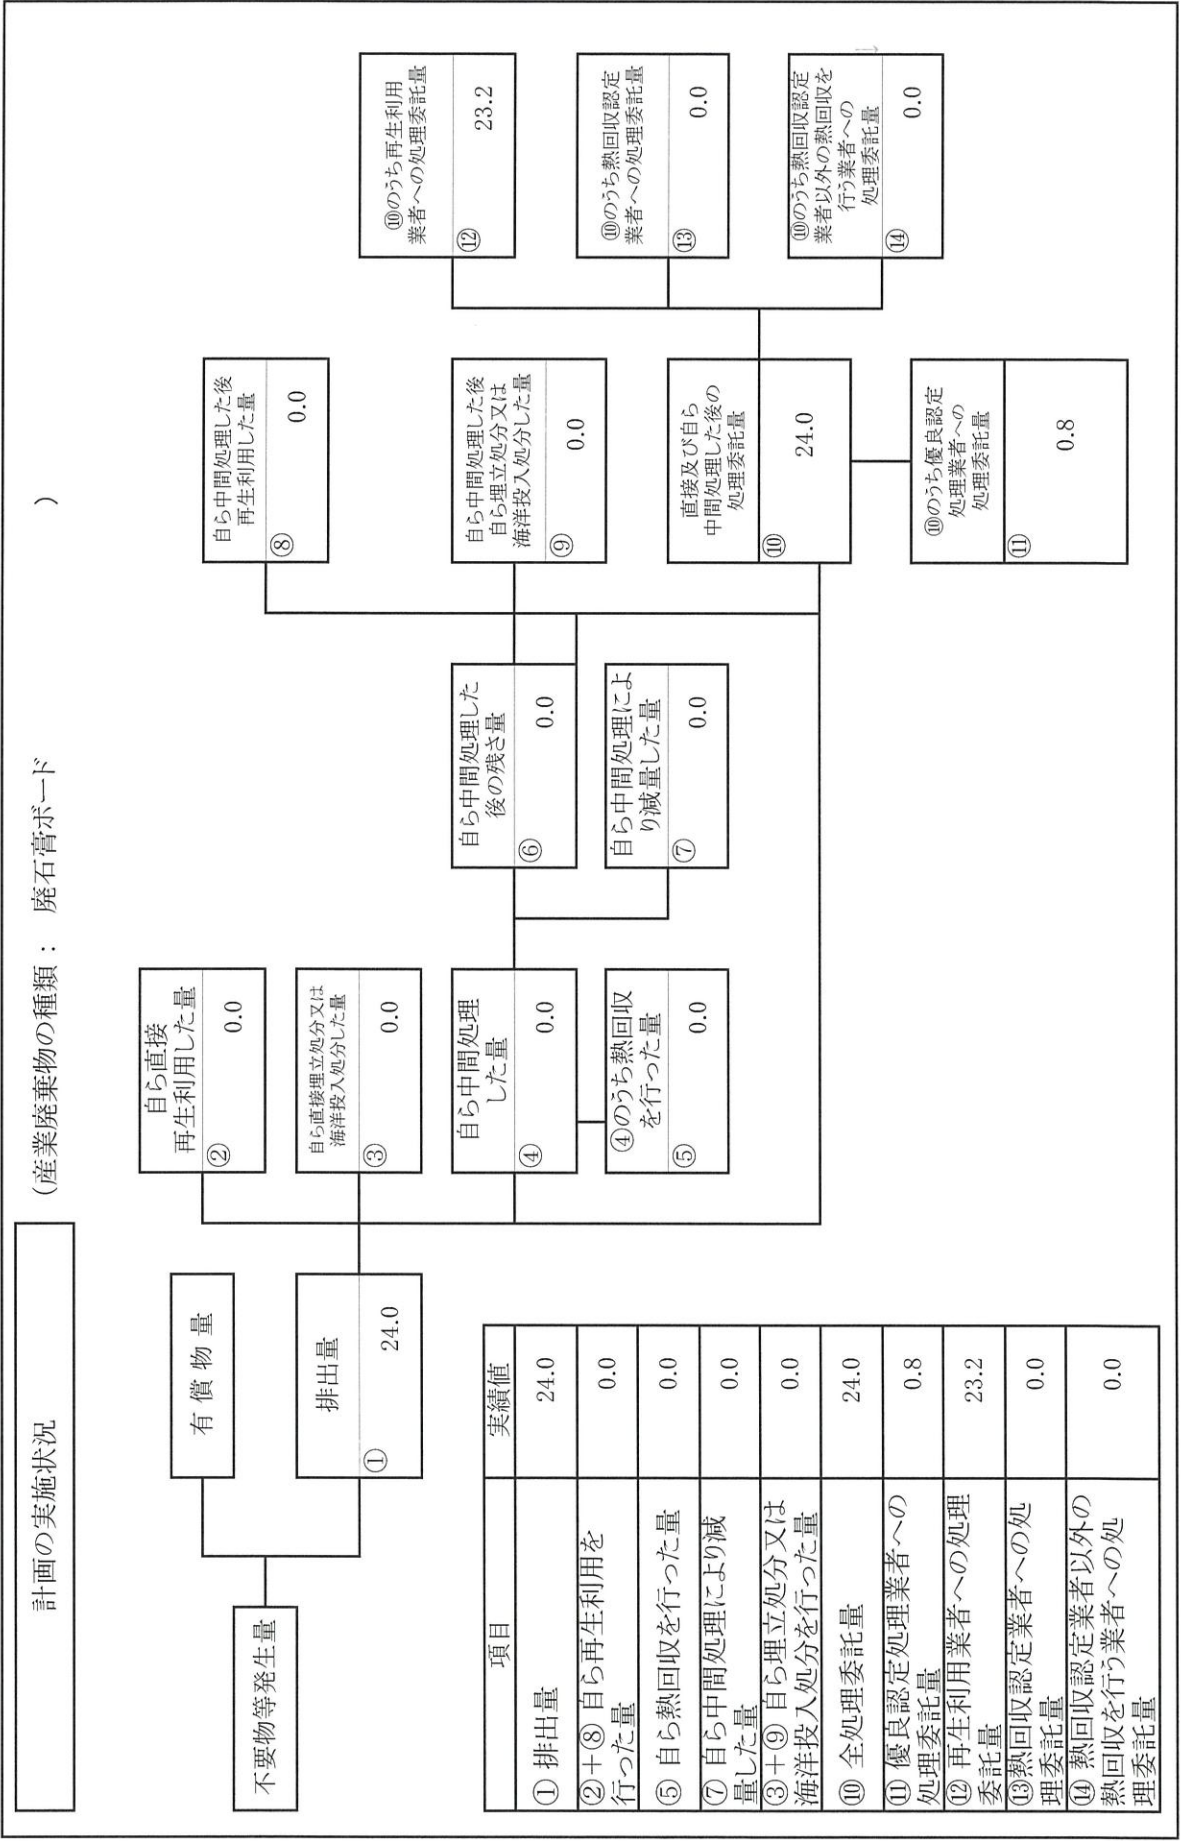 計画の実施状況
（産業廃棄物の種類： 廃石膏ボード ）
不要物等発生量
有償物量
排出量
① 24.0
自ら直接
再生利用した量
② 0.0
自ら直接埋立処分又は
海洋投入処分した量
③ 0.0
自ら中間処理
した量
④ 0.0
④のうち熱回収
を行った量
⑤ 0.0
自ら中間処理した
後の残さ量
⑥ 0.0
自ら中間処理によ
り減量した量
⑦ 0.0
自ら中間処理した後
再生利用した量
⑧ 0.0
自ら中間処理した後
自ら埋立処分又は
海洋投入処分した量
⑨ 0.0
直接及び自ら
中間処理した後の
処理委託量
⑩ 24.0
⑩のうち優良認定
処理業者への
処理委託量
⑪ 0.8
⑩のうち再生利用
業者への処理委託量
⑫ 23.2
⑩のうち熱回収認定
業者への処理委託量
⑬ 0.0
⑩のうち熱回収認定
業者以外の熱回収を
行う業者への
処理委託量
⑭ 0.0
項目 実績値
① 排出量 24.0
②＋⑧ 自ら再生利用を
行った量 0.0
⑤ 自ら熱回収を行った量 0.0
⑦ 自ら中間処理により減
量した量 0.0
③＋⑨ 自ら埋立処分又は
海洋投入処分を行った量 0.0
⑩ 全処理委託量 24.0
⑪ 優良認定処理業者への
処理委託量 0.8
⑫ 再生利用業者への処理
委託量 23.2
⑬熱回収認定業者への処
理委託量 0.0
⑭ 熱回収認定業者以外の
熱回収を行う業者への処
理委託量 0.0